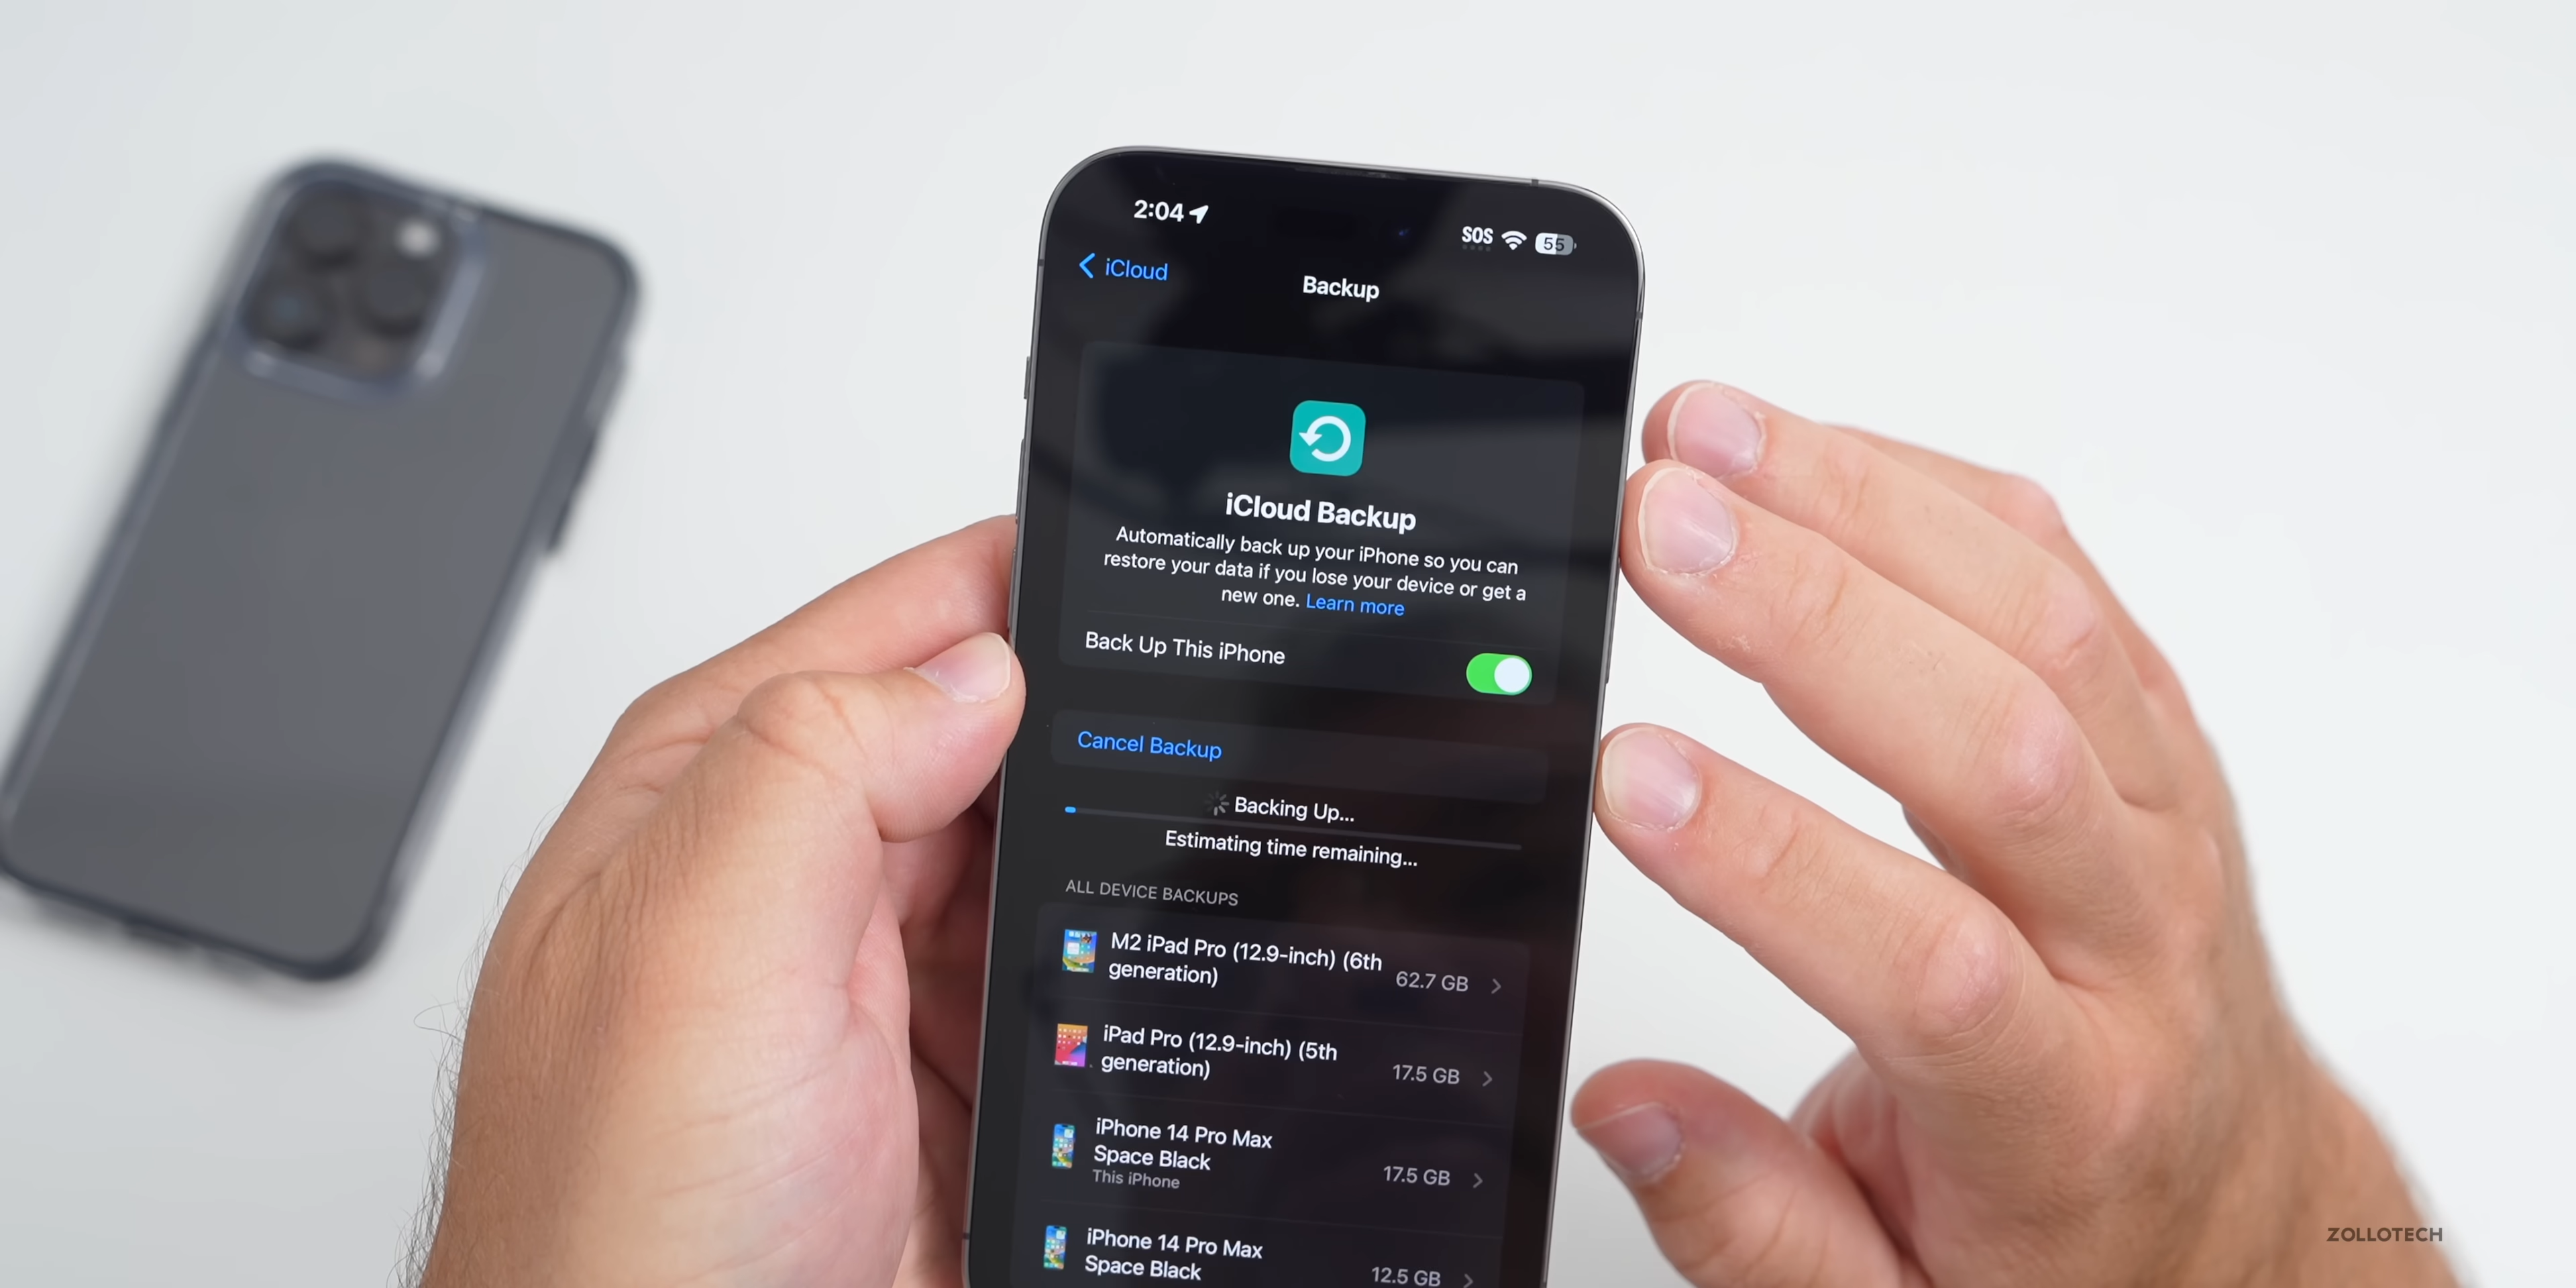 2:04
SOS
55
iCloud
Backup
iCloud Backup
Automatically back up your iPhone so you can
restore your data if you lose your device or get a
new one. Learn more
Back Up This iPhone
Cancel Backup
Backing Up...
Estimating time remaining...
ALL DEVICE BACKUPS
M2 iPad Pro (12.9-inch) (6th
generation)
62.7 GB
iPad Pro (12.9-inch) (5th
generation)
17.5 GB
iPhone 14 Pro Max
Space Black
This iPhone
17.5 GB
iPhone 14 Pro Max
Space Black
12.5 GB
ZOLLOTECH